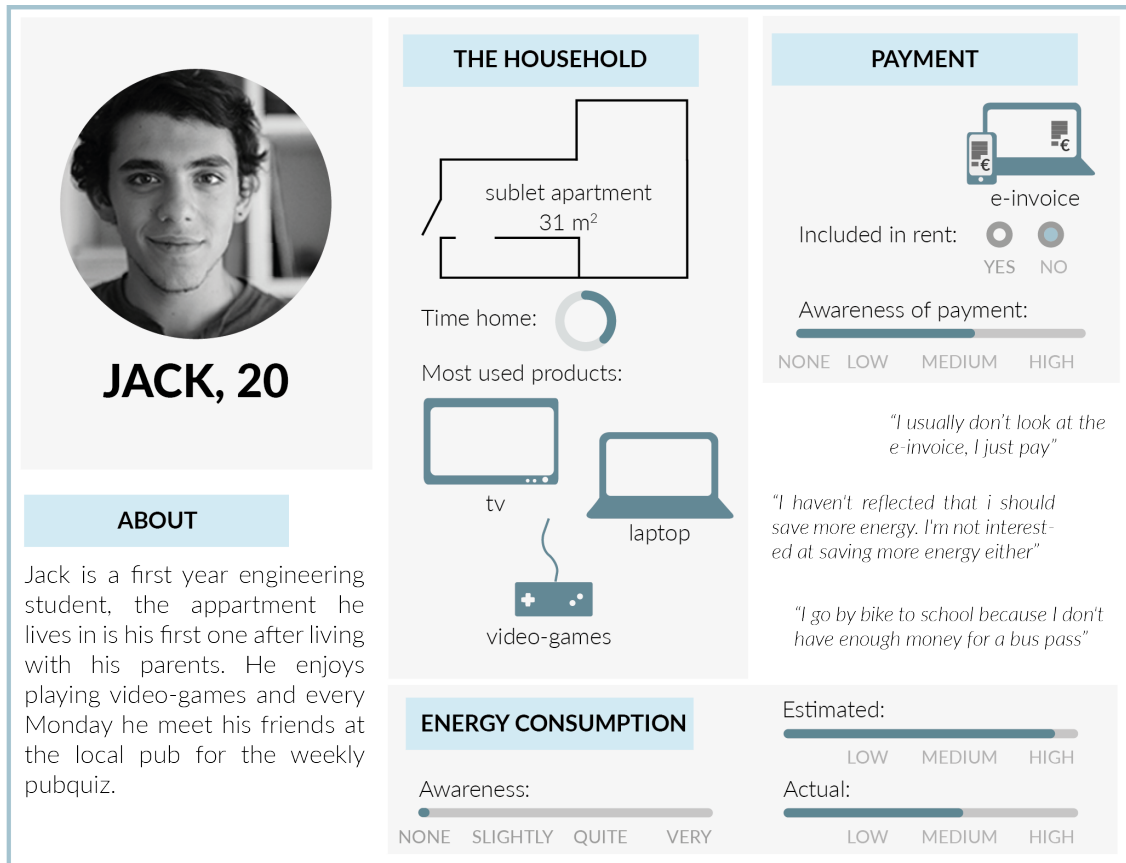 JACK, 20
ABOUT
Jack is a first year engineering
student, the appartment he
lives in is his first one after living
with his parents. He enjoys
playing video-games and every
Monday he meet his friends at
the local pub for the weekly
pubquiz.
THE HOUSEHOLD
sublet apartment
31 m²
Time home:
Most used products:
tv
laptop
video-games
PAYMENT
€
€
e-invoice
Included in rent:
YES NO
Awareness of payment:
NONE LOW MEDIUM HIGH
“I usually don’t look at the
e-invoice, I just pay”
“I haven't reflected that i should
save more energy. I'm not interest-
ed at saving more energy either”
“I go by bike to school because I don't
have enough money for a bus pass”
ENERGY CONSUMPTION
Awareness:
NONE SLIGHTLY QUITE VERY
Estimated:
LOW MEDIUM HIGH
Actual:
LOW MEDIUM HIGH